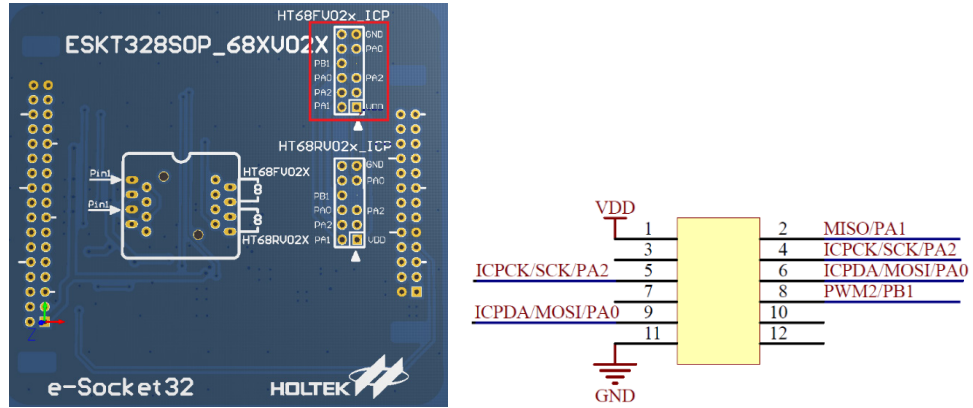 HT68FV02x_ICP
ESKT328SOP_68XV02X
GND
PA0
PB1
PA0 PA2
PA2
PA1 VDD
HT68RV02x_ICP
GND
PA0
PB1
PA0 PA2
PA2
PA1 VDD
Pin1
HT68FV02X
8
Pin1
8
HT68RV02X
Z
e-Socket32
HOLTEK
VDD
1 2 MISO/PA1
3 4 ICPCK/SCK/PA2
ICPCK/SCK/PA2 5 6 ICPDA/MOSI/PA0
7 8 PWM2/PB1
ICPDA/MOSI/PA0 9 10
11 12
GND